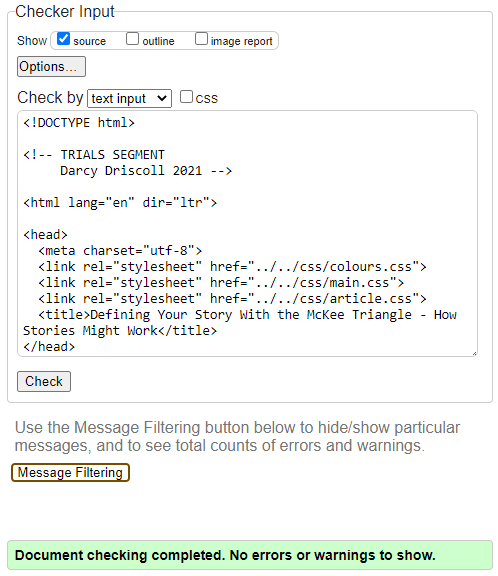 Checker Input
Show source outline image report
Options...
Check by text input css
<!DOCTYPE html>
<!-- TRIALS SEGMENT
Darcy Driscoll 2021 -->
<html lang="en" dir="ltr">
<head>
<meta charset="utf-8">
<link rel="stylesheet" href="../../css/colours.css">
<link rel="stylesheet" href="../../css/main.css">
<link rel="stylesheet" href="../../css/article.css">
<title>Defining Your Story With the McKee Triangle - How
Stories Might Work</title>
</head>
Check
Use the Message Filtering button below to hide/show particular
messages, and to see total counts of errors and warnings.
Message Filtering
Document checking completed. No errors or warnings to show.